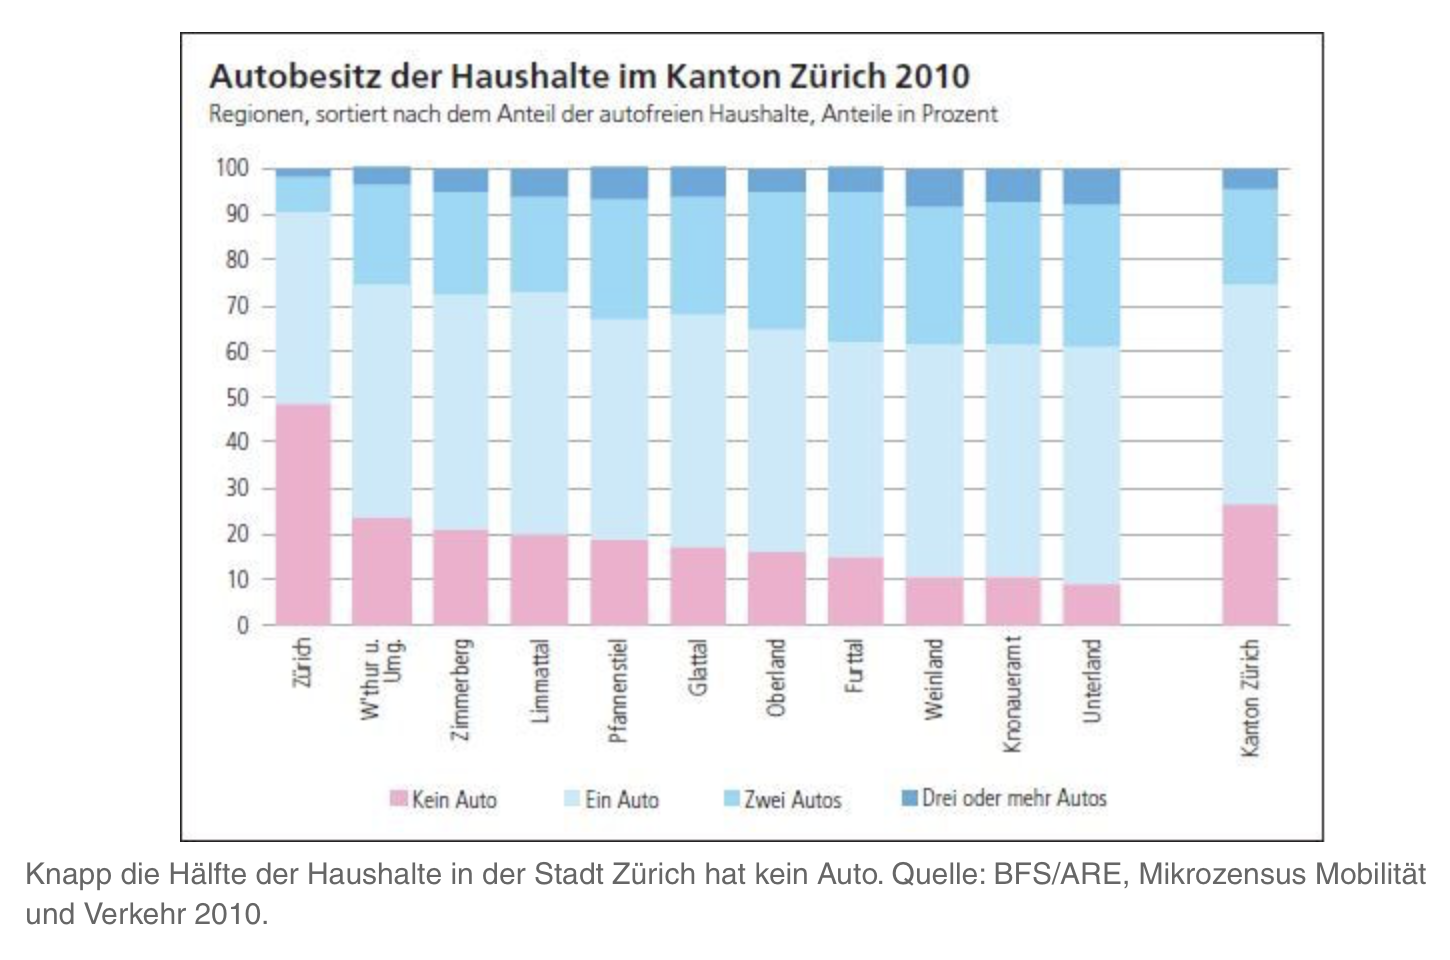 Autobesitz der Haushalte im Kanton Zürich 2010
Regionen, sortiert nach dem Anteil der autofreien Haushalte, Anteile in Prozent
100
90
80
70
60
50
40
30
20
10
0
Zürich
W'thur u.
Umg.
Zimmerberg
Limmattal
Pfannenstiel
Glattal
Oberland
Furttal
Weinland
Knonaueramt
Unterland
Kanton Zürich
Kein Auto
Ein Auto
Zwei Autos
Drei oder mehr Autos
Knapp die Hälfte der Haushalte in der Stadt Zürich hat kein Auto. Quelle: BFS/ARE, Mikrozensus Mobilität
und Verkehr 2010.